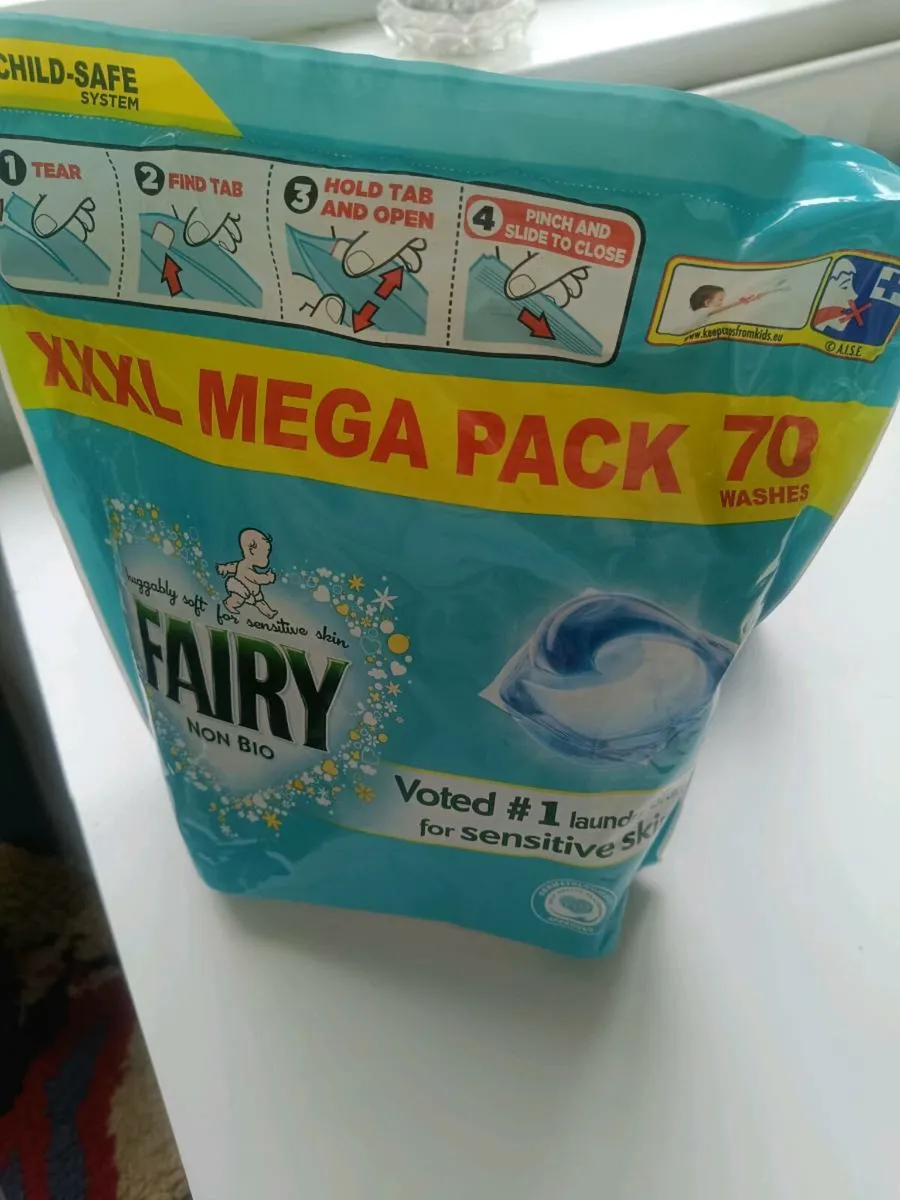 CHILD-SAFE
SYSTEM
1 TEAR
2 FIND TAB
3 HOLD TAB
AND OPEN
4 PINCH AND
SLIDE TO CLOSE
www.keepcapsfromkids.eu
© A.I.S.E.
XXXL MEGA PACK 70
WASHES
huggably soft for sensitive skin
FAIRY
NON BIO
Voted #1
for sensitive